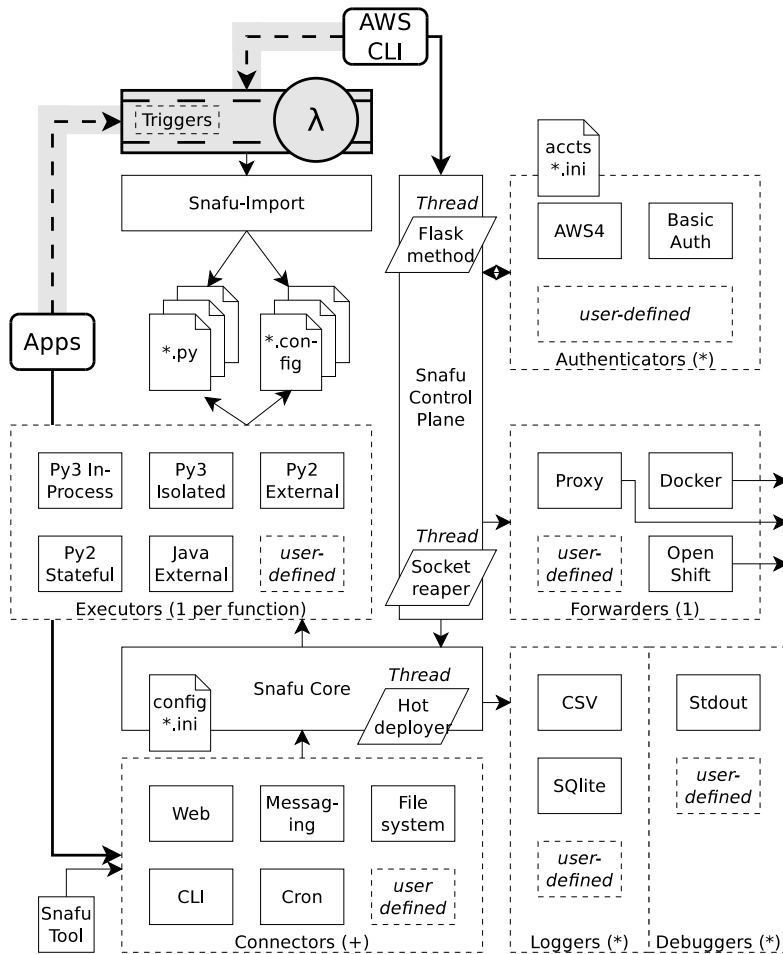 AWS
CLI
Triggers
λ
Snafu-Import
accts
*.ini
Thread
Flask
method
AWS4
Basic
Auth
user-defined
Authenticators (*)
Apps
*.py
*.con-
fig
Snafu
Control
Plane
Py3 In-
Process
Py3
Isolated
Py2
External
Py2
Stateful
Java
External
user-
defined
Executors (1 per function)
Thread
Socket
reaper
Proxy
Docker
user-
defined
Open
Shift
Forwarders (1)
Snafu Core
config
*.ini
Thread
Hot
deployer
CSV
SQlite
user-
defined
Loggers (*)
Stdout
user-
defined
Debuggers (*)
Web
Messag-
ing
File
system
CLI
Cron
user
defined
Connectors (+)
Snafu
Tool